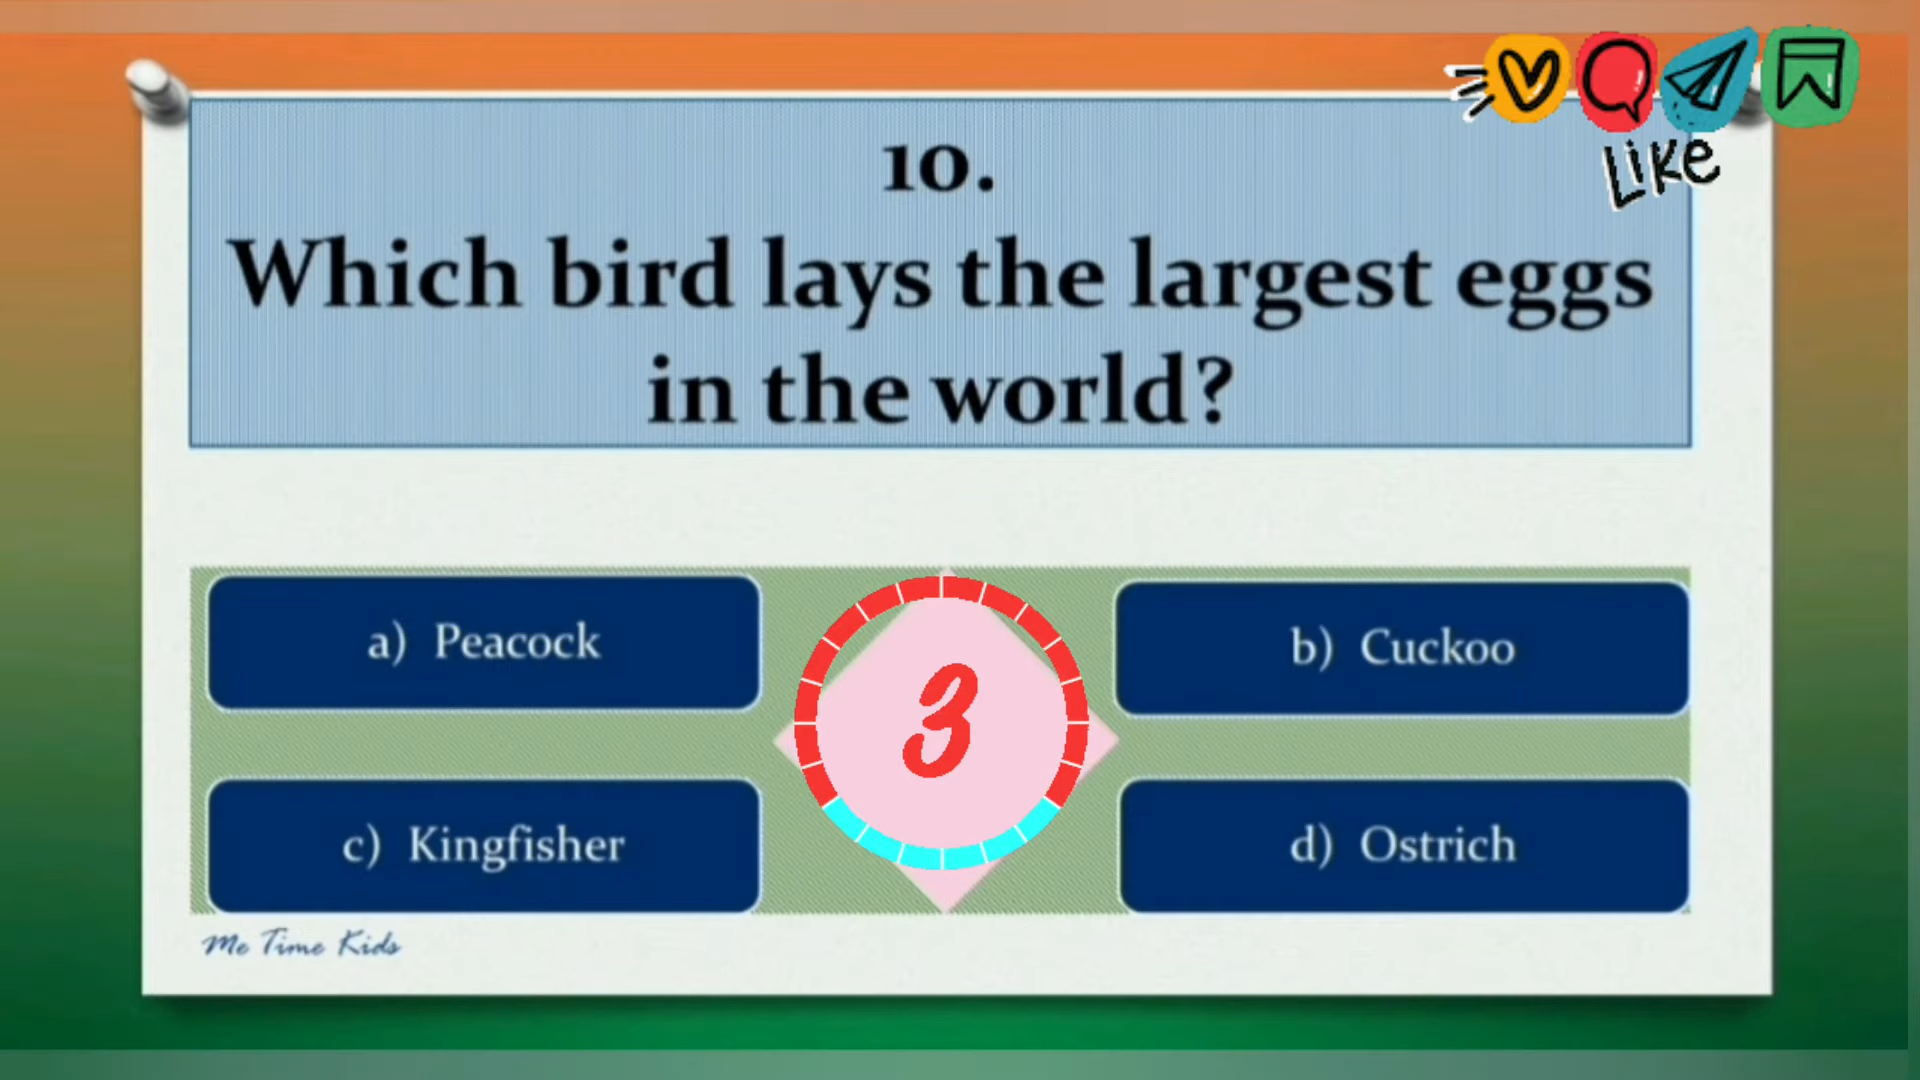 LIKE
10.
Which bird lays the largest eggs
in the world?
a) Peacock
b) Cuckoo
3
c) Kingfisher
d) Ostrich
Me Time Kids